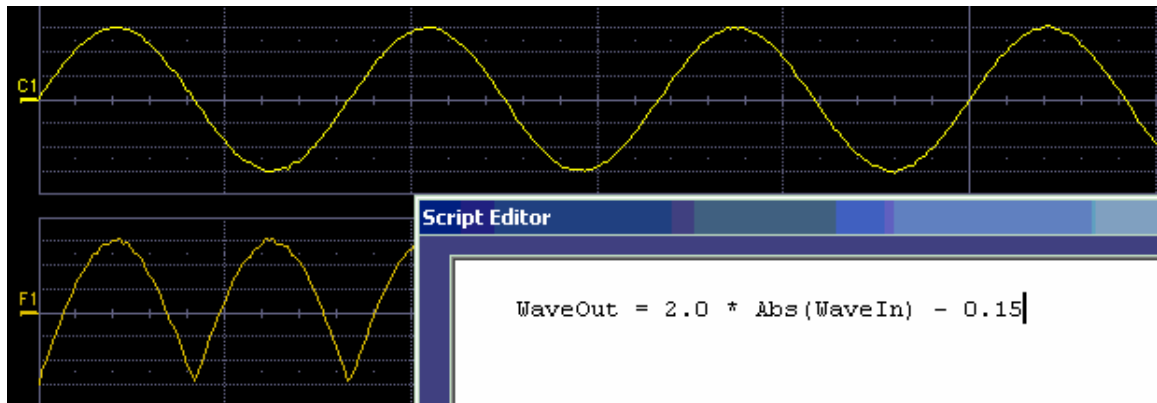 C1
Script Editor
F1
WaveOut = 2.0 * Abs(WaveIn) - 0.15